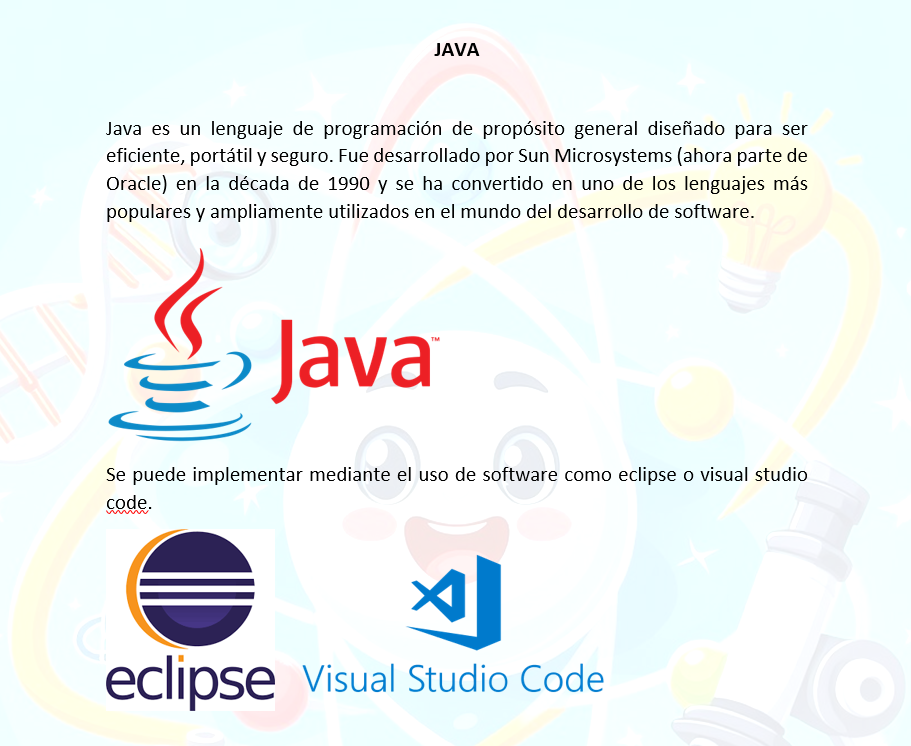 JAVA
Java es un lenguaje de programación de propósito general diseñado para ser
eficiente, portátil y seguro. Fue desarrollado por Sun Microsystems (ahora parte de
Oracle) en la década de 1990 y se ha convertido en uno de los lenguajes más
populares y ampliamente utilizados en el mundo del desarrollo de software.
Java™
Se puede implementar mediante el uso de software como eclipse o visual studio
code.
eclipse
Visual Studio Code